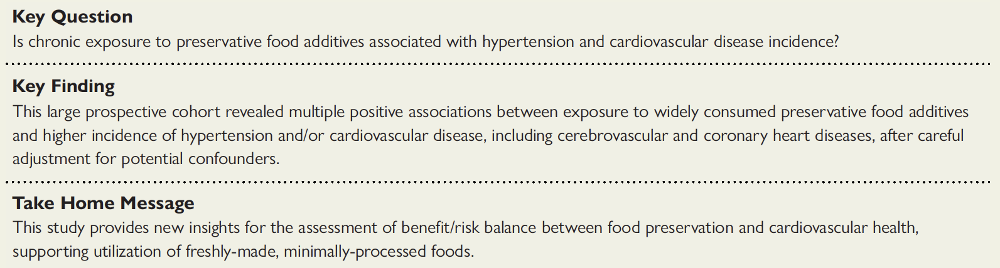 Key Question
Is chronic exposure to preservative food additives associated with hypertension and cardiovascular disease incidence?
Key Finding
This large prospective cohort revealed multiple positive associations between exposure to widely consumed preservative food additives
and higher incidence of hypertension and/or cardiovascular disease, including cerebrovascular and coronary heart diseases, after careful
adjustment for potential confounders.
Take Home Message
This study provides new insights for the assessment of benefit/risk balance between food preservation and cardiovascular health,
supporting utilization of freshly-made, minimally-processed foods.